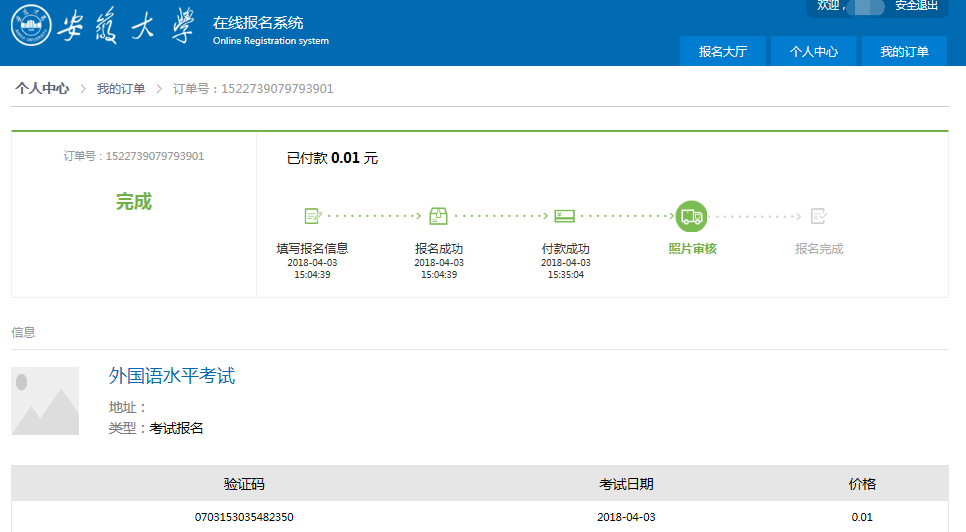 安徽大学
在线报名系统
Online Registration system
欢迎，
安全退出
报名大厅
个人中心
我的订单
个人中心 > 我的订单 > 订单号：1522739079793901
订单号：1522739079793901
完成
已付款 0.01 元
填写报名信息
2018-04-03
15:04:39
报名成功
2018-04-03
15:04:39
付款成功
2018-04-03
15:35:04
照片审核
报名完成
信息
外国语水平考试
地址：
类型：考试报名
验证码 考试日期 价格
0703153035482350 2018-04-03 0.01